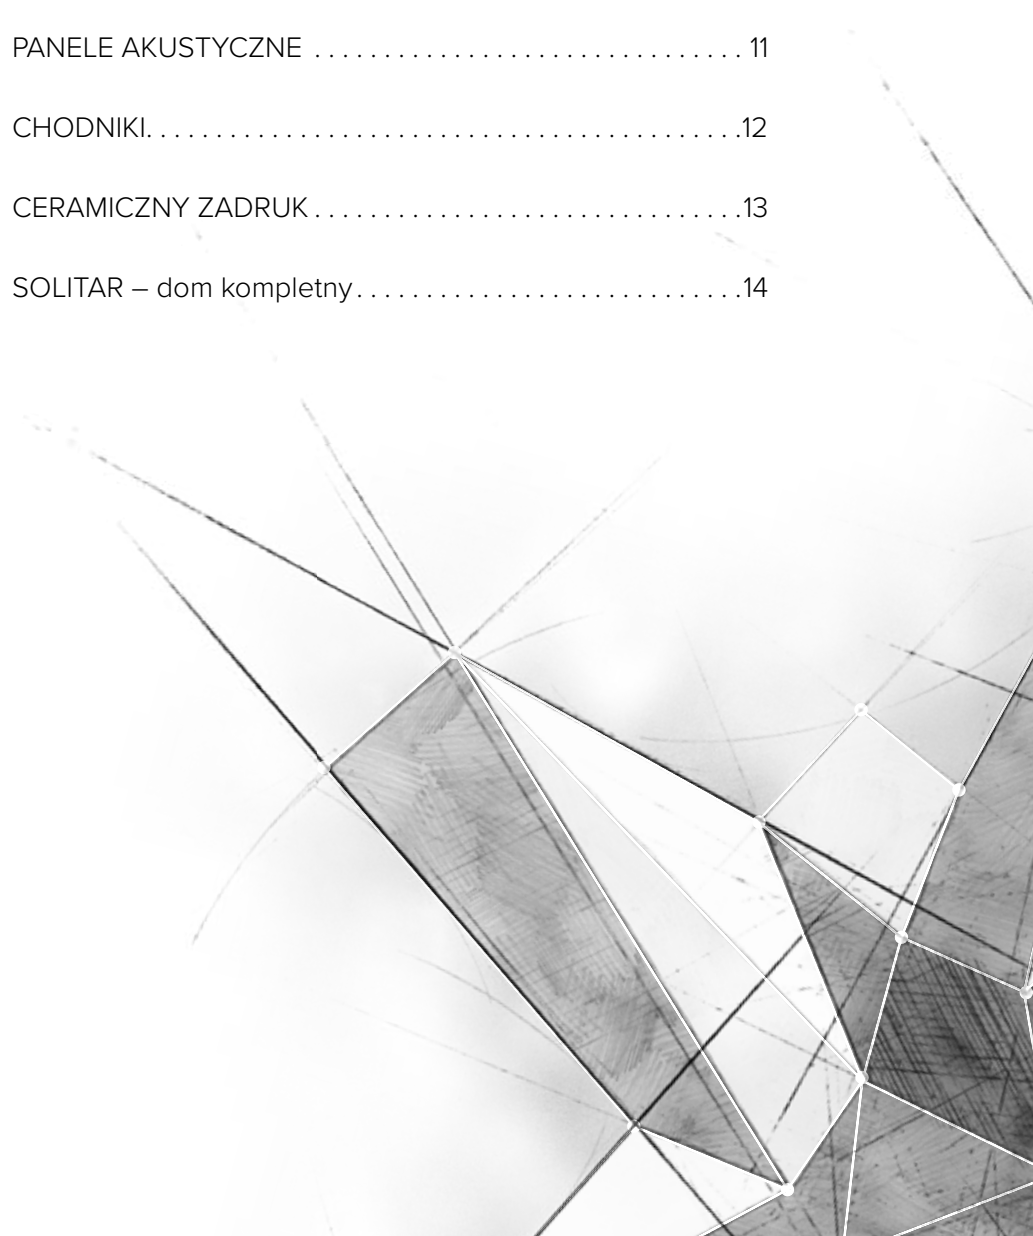 PANELE AKUSTYCZNE . . . . . . . . . . . . . . . . . . . . . . . . . . . . . . . 11
CHODNIKI. . . . . . . . . . . . . . . . . . . . . . . . . . . . . . . . . . . . . . . . . . .12
CERAMICZNY ZADRUK . . . . . . . . . . . . . . . . . . . . . . . . . . . . . . .13
SOLITAR – dom kompletny. . . . . . . . . . . . . . . . . . . . . . . . . . . .14